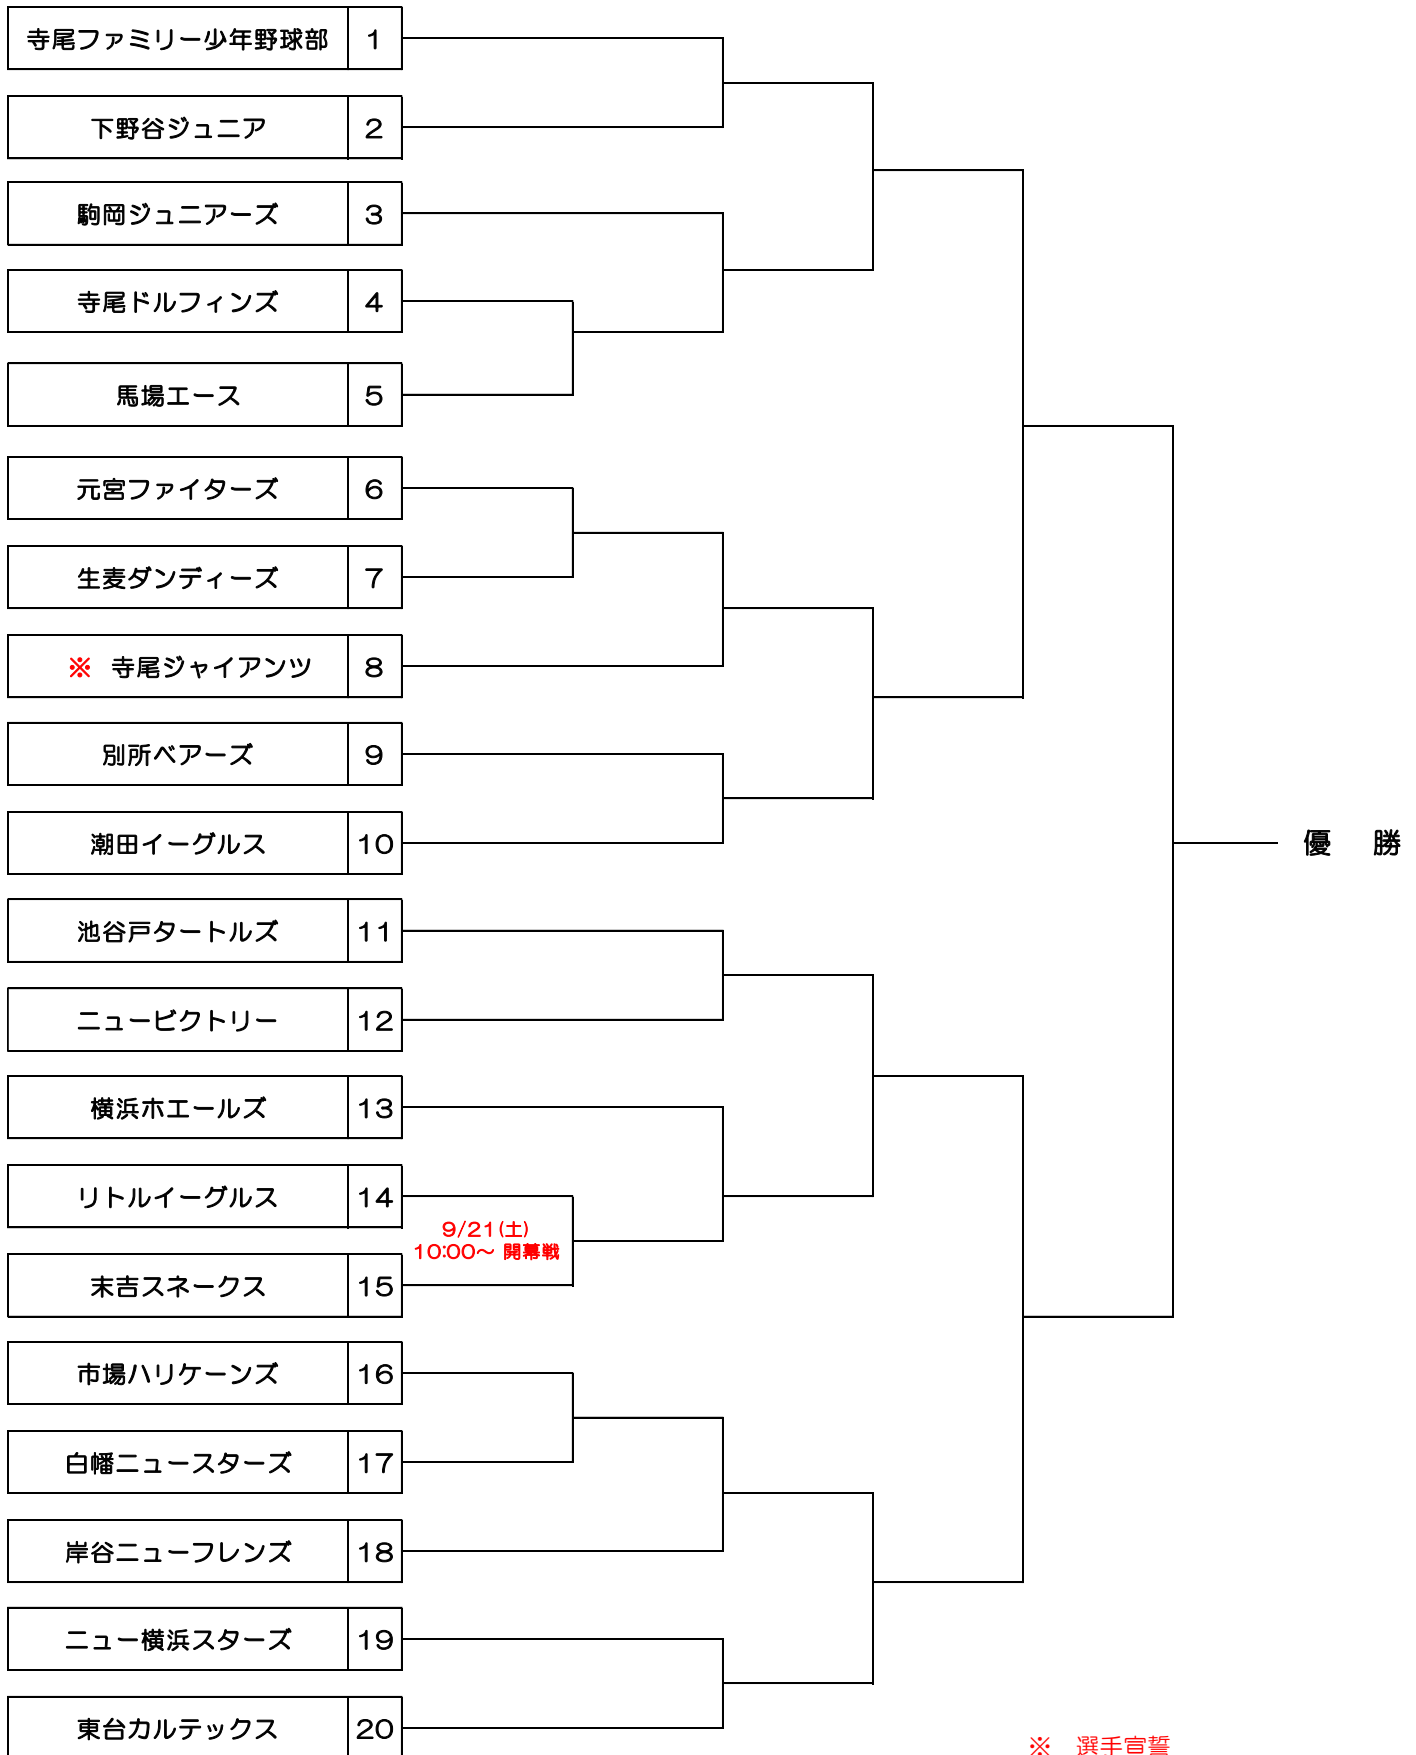 寺尾ファミリー少年野球部 1
下野谷ジュニア 2
駒岡ジュニアーズ 3
寺尾ドルフィンズ 4
馬場エース 5
元宮ファイターズ 6
生麦ダンディーズ 7
※ 寺尾ジャイアンツ 8
別所ベアーズ 9
潮田イーグルス 10
優 勝
池谷戸タートルズ 11
ニュービクトリー 12
横浜ホエールズ 13
リトルイーグルス 14
9/21(土)
10:00～ 開幕戦
末吉スネークス 15
市場ハリケーンズ 16
白幡ニュースターズ 17
岸谷ニューフレンズ 18
ニュー横浜スターズ 19
東台カルテックス 20
※ 選手宣誓